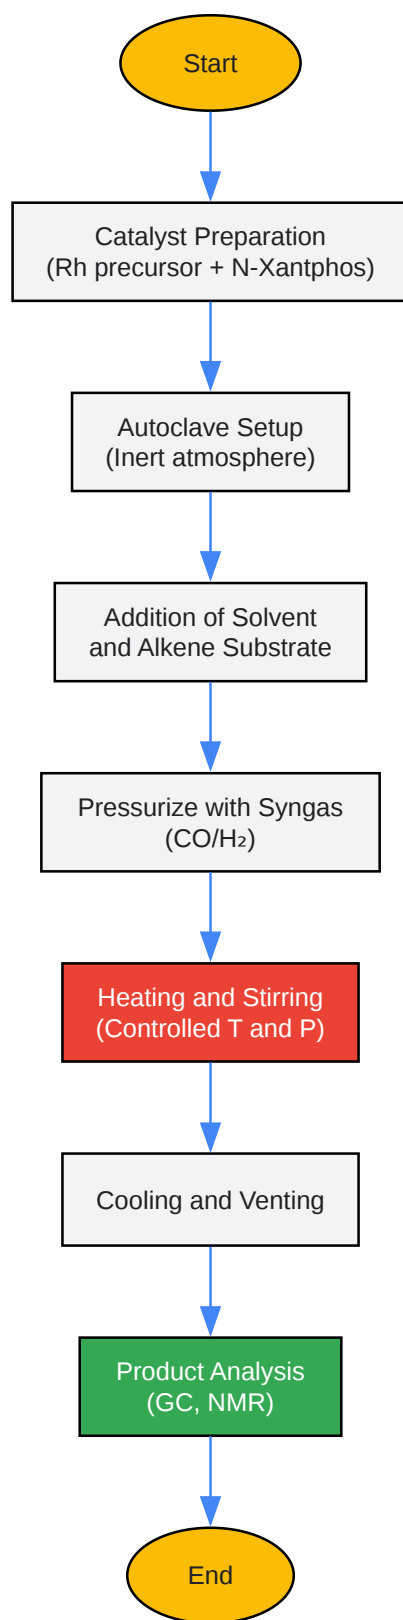 Start
Catalyst Preparation
(Rh precursor + N-Xantphos)
Autoclave Setup
(Inert atmosphere)
Addition of Solvent
and Alkene Substrate
Pressurize with Syngas
(CO/H₂)
Heating and Stirring
(Controlled T and P)
Cooling and Venting
Product Analysis
(GC, NMR)
End